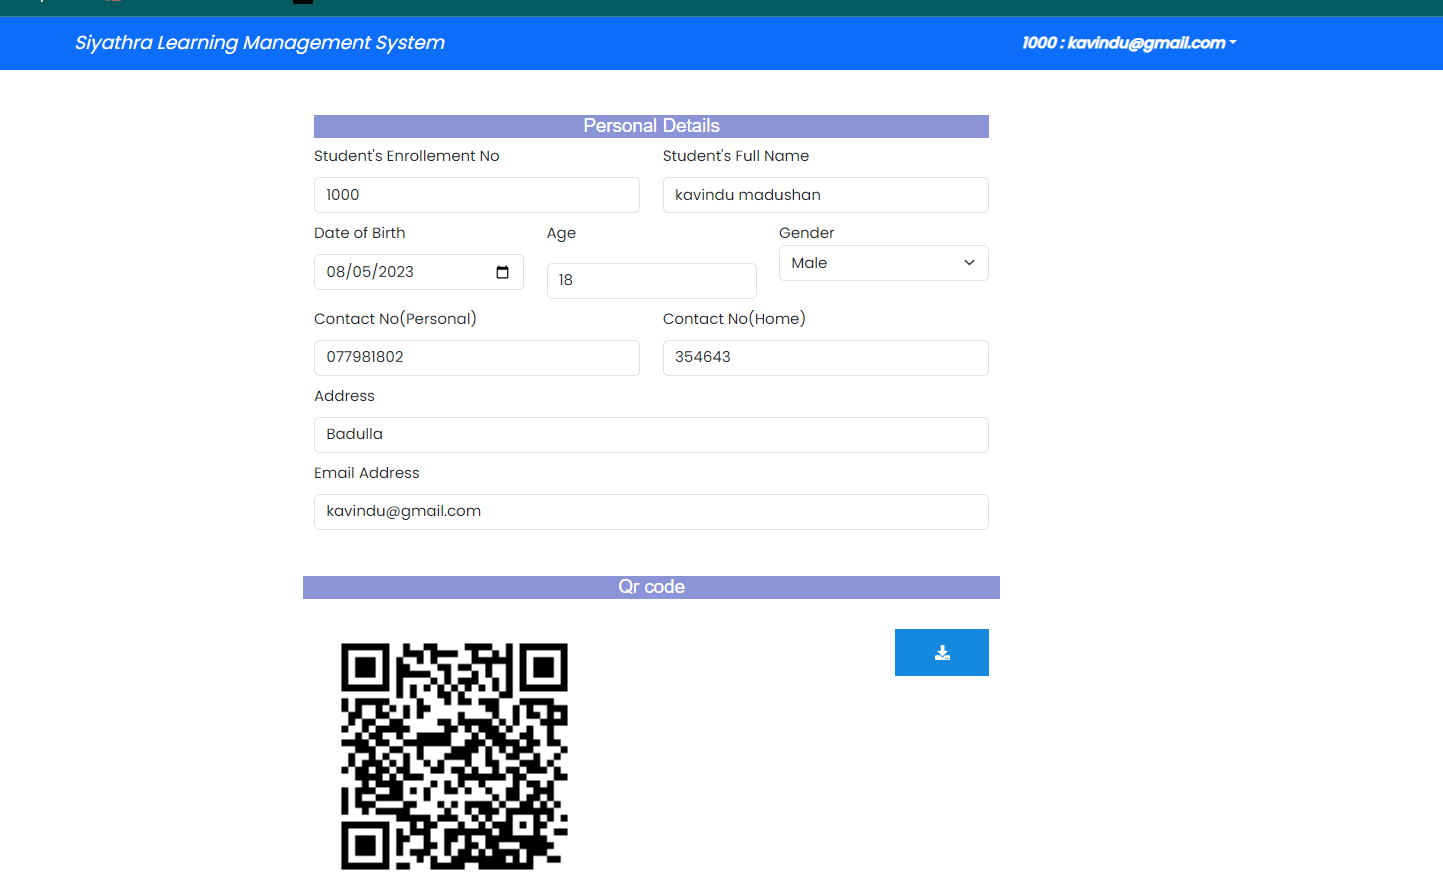 Siyathra Learning Management System
1000 : kavindu@gmail.com
Personal Details
Student's Enrollement No
Student's Full Name
1000
kavindu madushan
Date of Birth
Age
Gender
08/05/2023
18
Male
Contact No(Personal)
Contact No(Home)
077981802
354643
Address
Badulla
Email Address
kavindu@gmail.com
Qr code